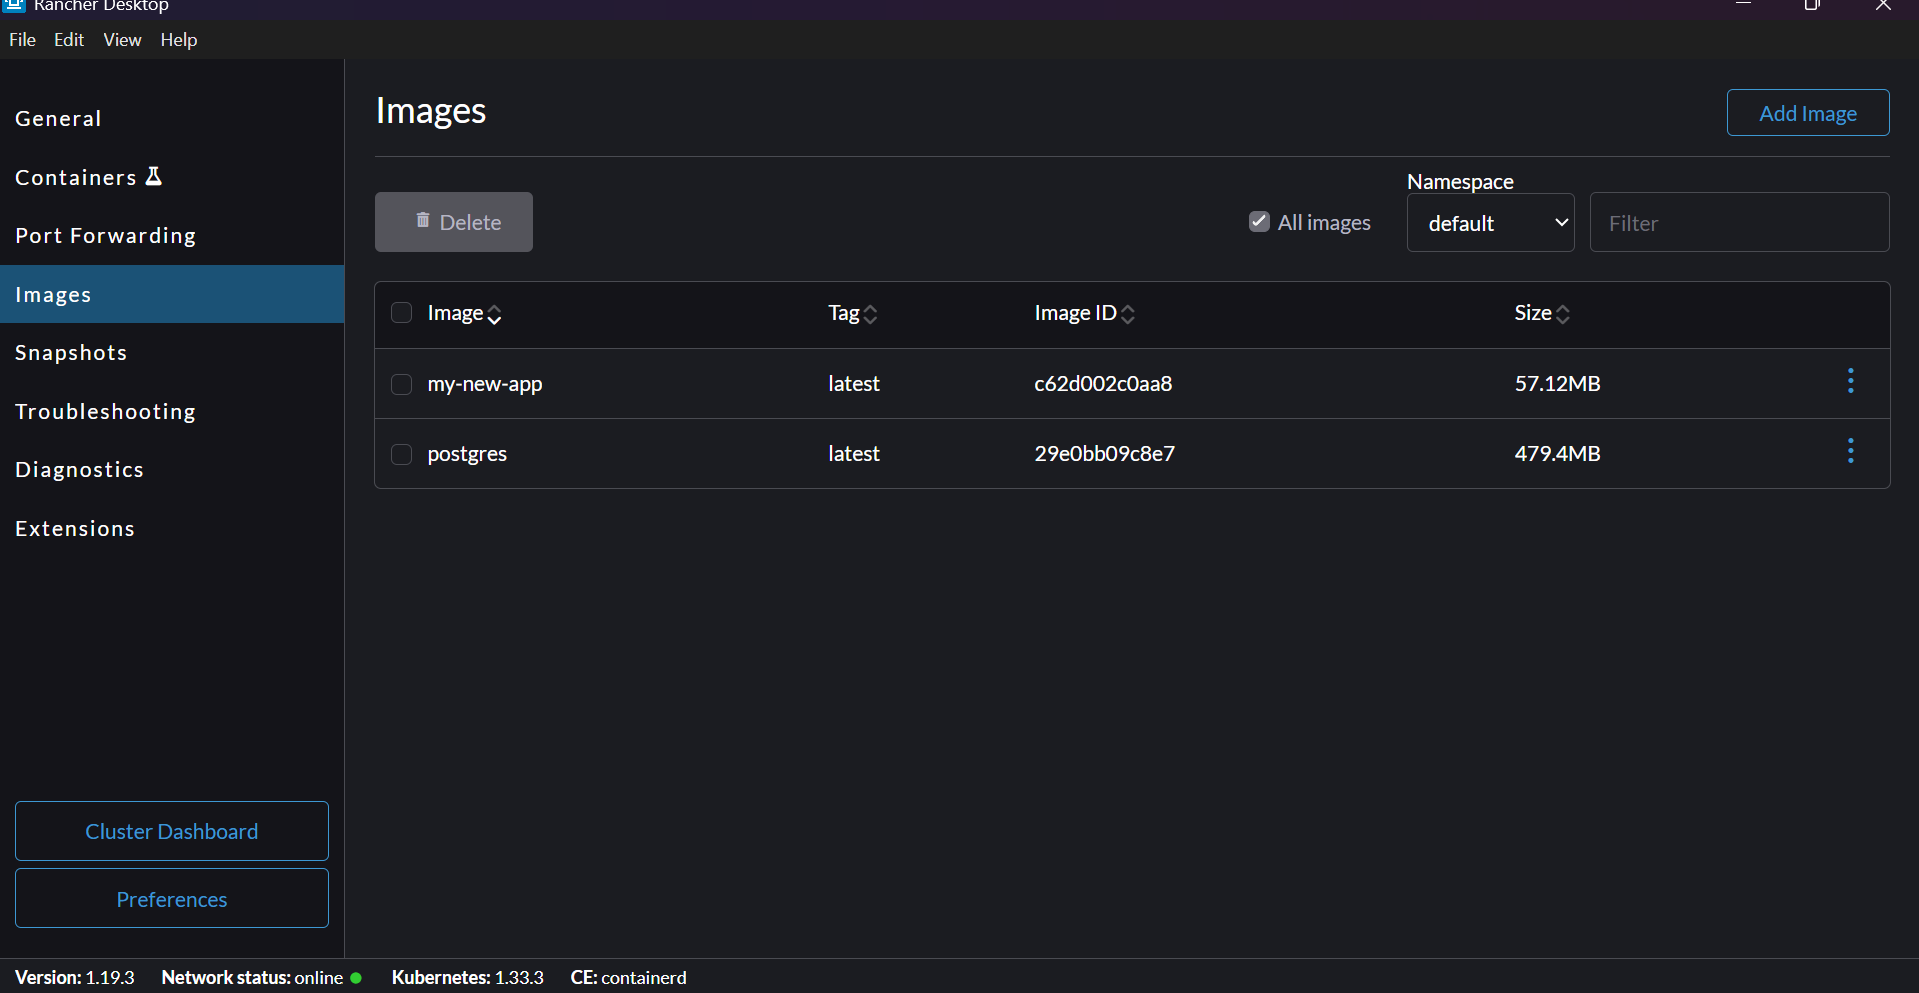 Rancher Desktop
File Edit View Help
General
Containers
Port Forwarding
Images
Snapshots
Troubleshooting
Diagnostics
Extensions
Cluster Dashboard
Preferences
Images
Add Image
Delete
All images
Namespace
default
Filter
Image Tag Image ID Size
my-new-app latest c62d002c0aa8 57.12MB
postgres latest 29e0bb09c8e7 479.4MB
Version: 1.19.3 Network status: online Kubernetes: 1.33.3 CE: containerd